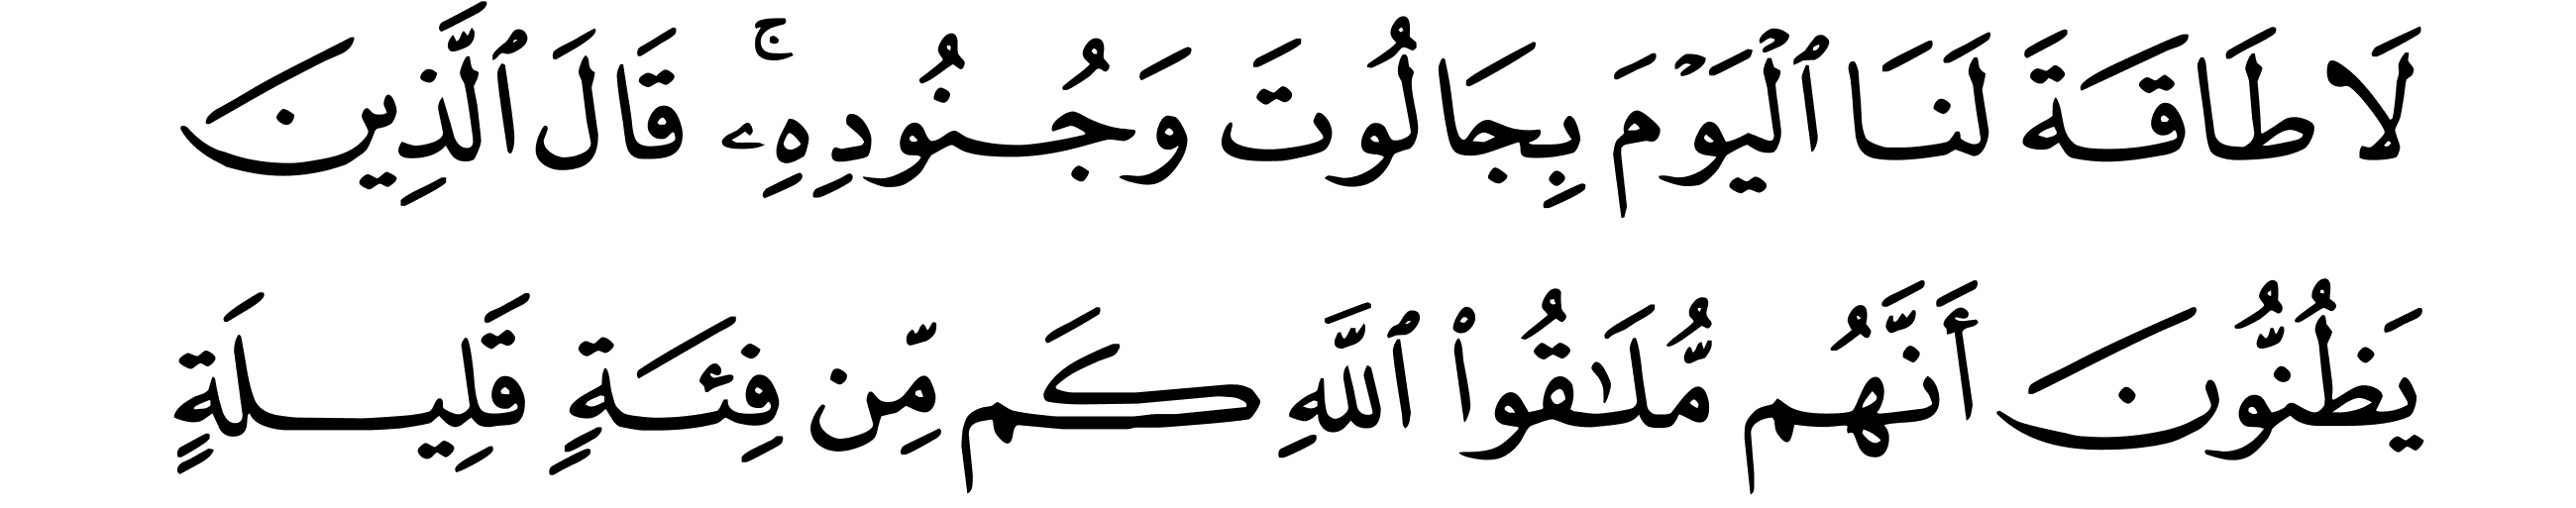 لَا طَاقَةَ لَنَا ٱلْيَوْمَ بِجَالُوتَ وَجُنُودِهِۦ ۚ قَالَ ٱلَّذِينَ
يَظُنُّونَ أَنَّهُم مُّلَـٰقُوا۟ ٱللَّهِ كَم مِّن فِئَةٍ قَلِيلَةٍ